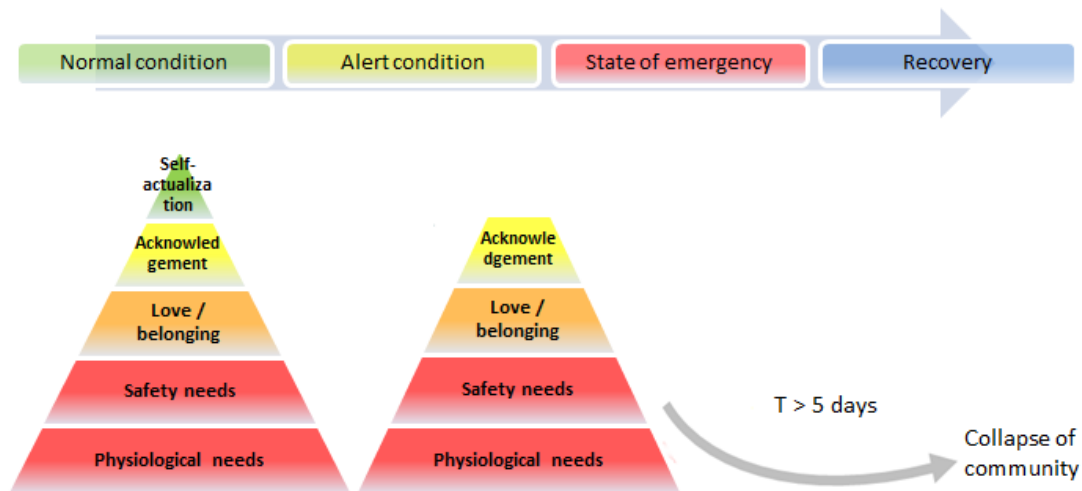 Normal condition
Alert condition
State of emergency
Recovery
Self-
actualiza
tion
Acknowled
gement
Love /
belonging
Safety needs
Physiological needs
Acknowle
dgement
Love /
belonging
Safety needs
Physiological needs
T > 5 days
Collapse of
community